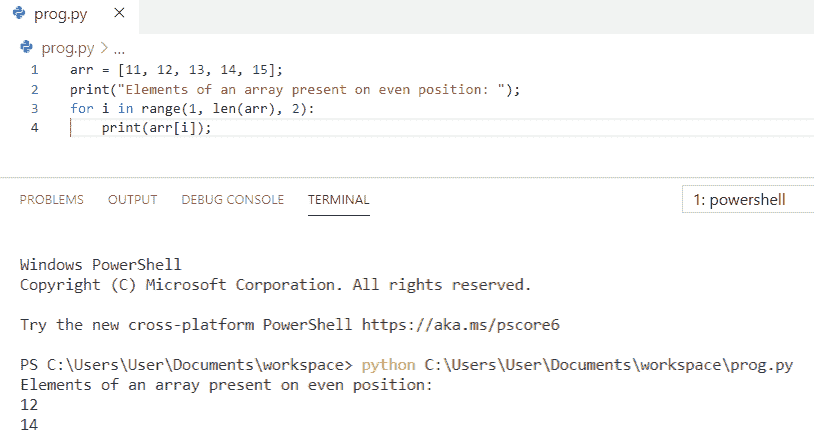 prog.py ×
prog.py > ...
1 arr = [11, 12, 13, 14, 15];
2 print("Elements of an array present on even position: ");
3 for i in range(1, len(arr), 2):
4     print(arr[i]);
PROBLEMS OUTPUT DEBUG CONSOLE TERMINAL 1: powershell
Windows PowerShell
Copyright (C) Microsoft Corporation. All rights reserved.
Try the new cross-platform PowerShell https://aka.ms/pscore6
PS C:\Users\User\Documents\workspace> python C:\Users\User\Documents\workspace\prog.py
Elements of an array present on even position:
12
14